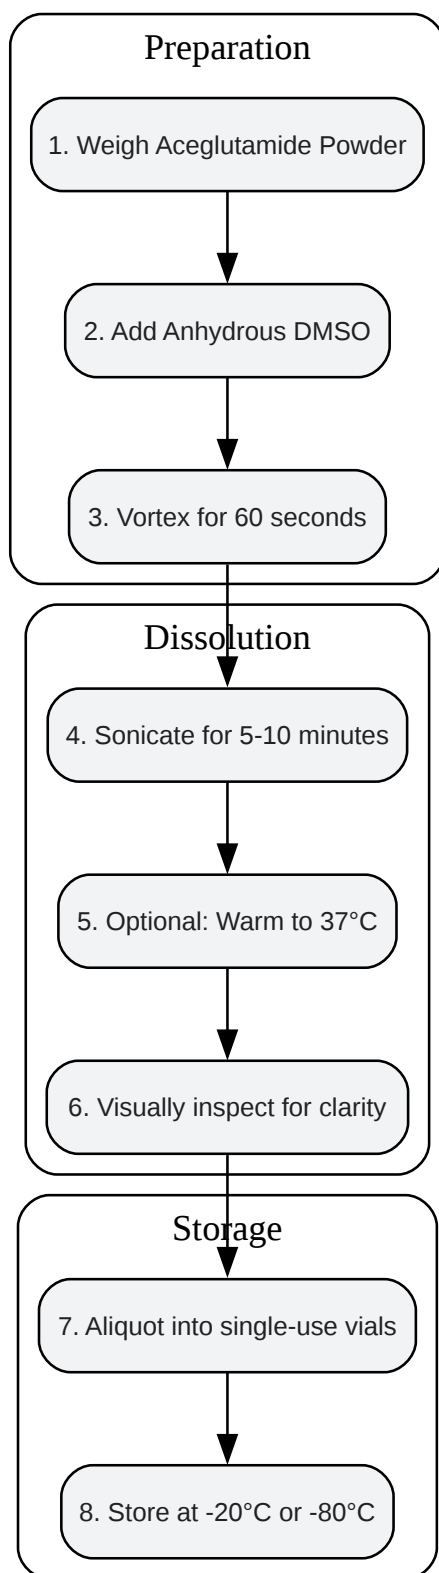 Preparation
1. Weigh Aceglutamide Powder
2. Add Anhydrous DMSO
3. Vortex for 60 seconds
Dissolution
4. Sonicate for 5-10 minutes
5. Optional: Warm to 37°C
6. Visually inspect for clarity
Storage
7. Aliquot into single-use vials
8. Store at -20°C or -80°C